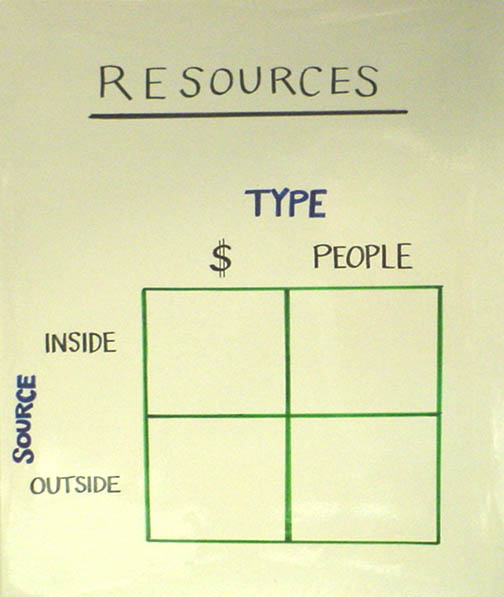 RESOURCES
TYPE
$ PEOPLE
INSIDE
SOURCE
OUTSIDE